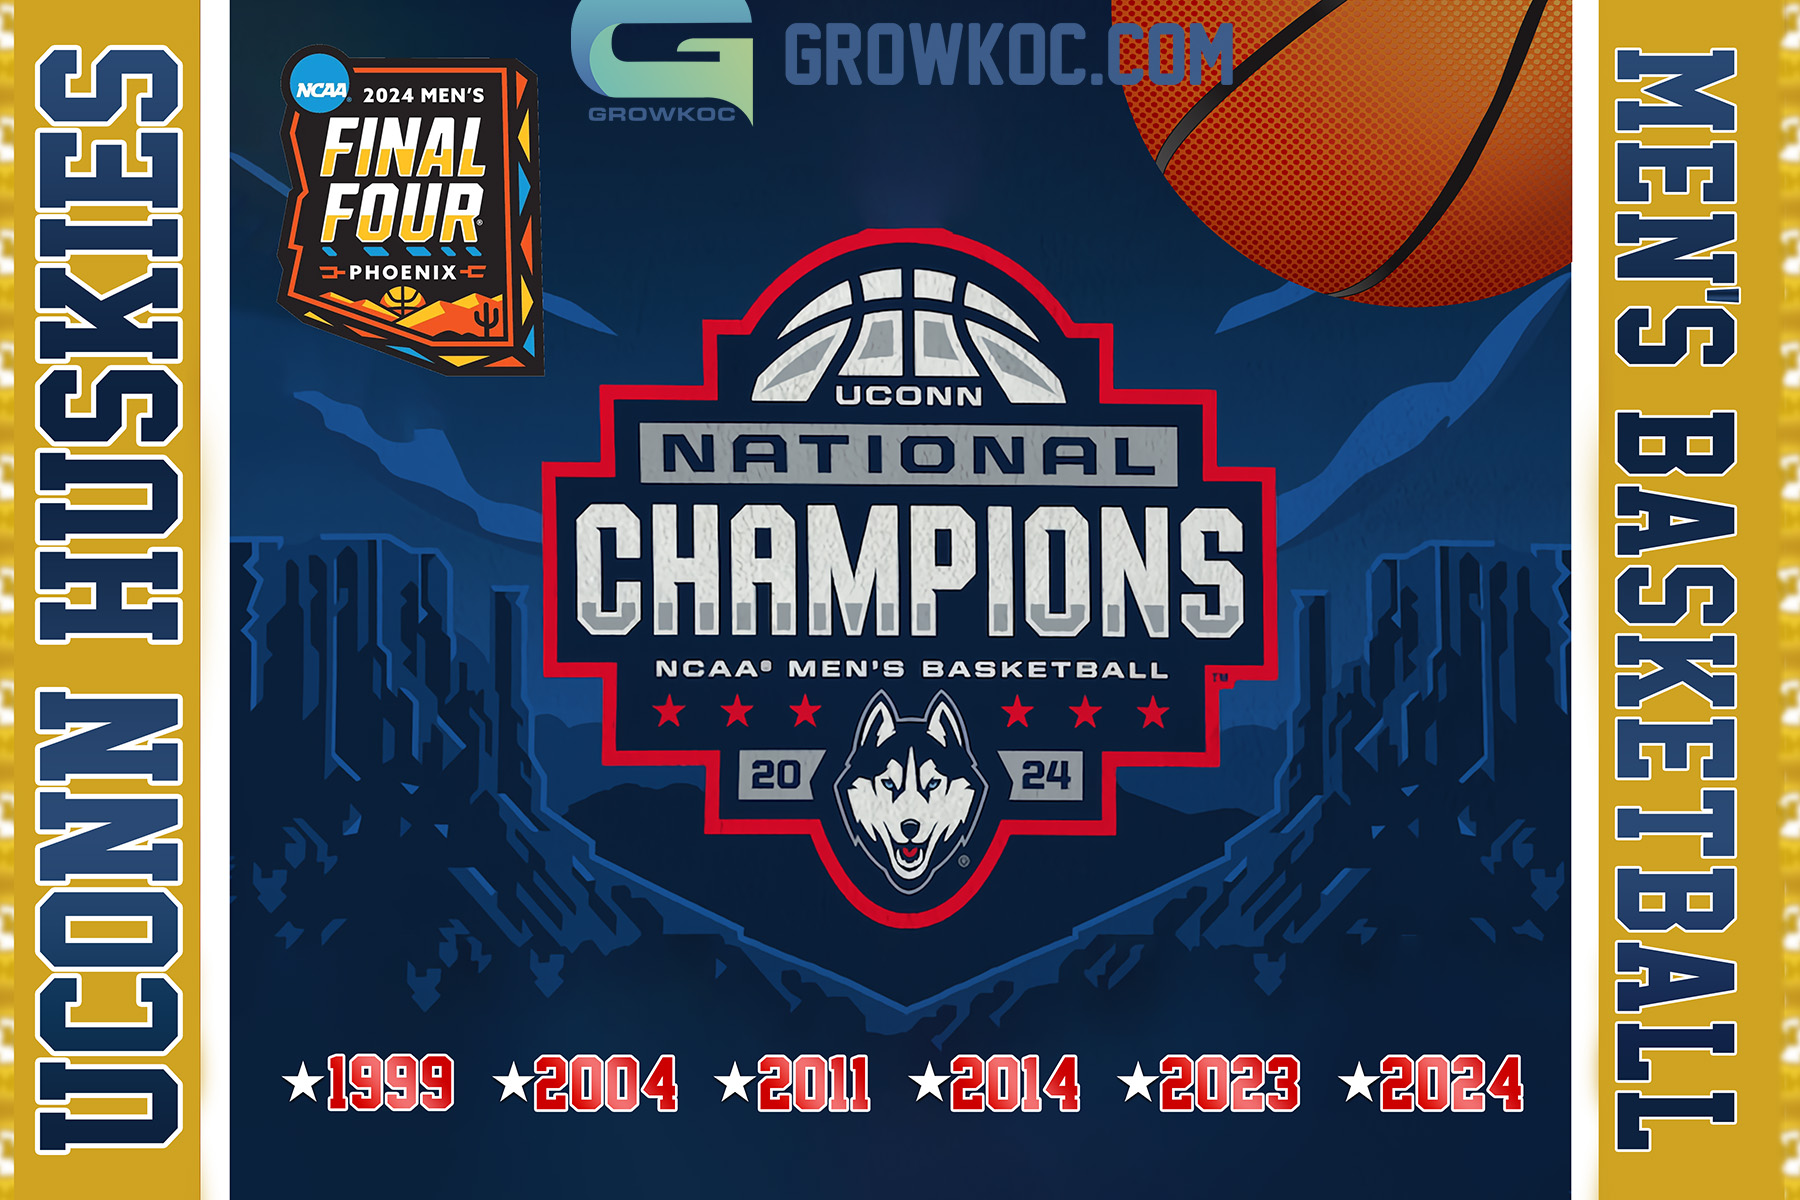 GROWKOC
GROWKOC.COM
UCONN HUSKIES
NCAA®
2024 MEN'S
FINAL
FOUR®
PHOENIX
UCONN
NATIONAL
CHAMPIONS
NCAA® MEN'S BASKETBALL
™
20 24
®
★1999 ★2004 ★2011 ★2014 ★2023 ★2024
MEN'S BASKETBALL